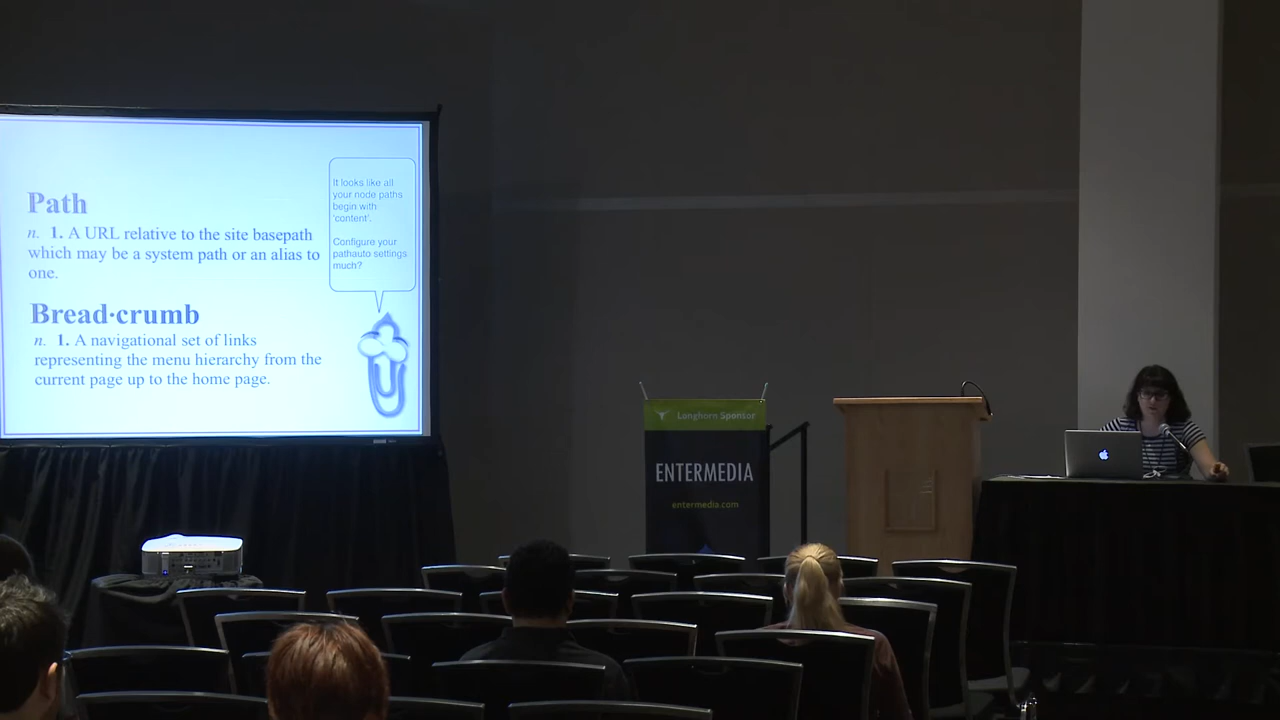 Path
n. 1. A URL relative to the site basepath
which may be a system path or an alias to
one.
Bread·crumb
n. 1. A navigational set of links
representing the menu hierarchy from the
current page up to the home page.
It looks like all
your node paths
begin with
'content'.
Configure your
pathauto settings
much?
Longhorn Sponsor
ENTERMEDIA
entermedia.com